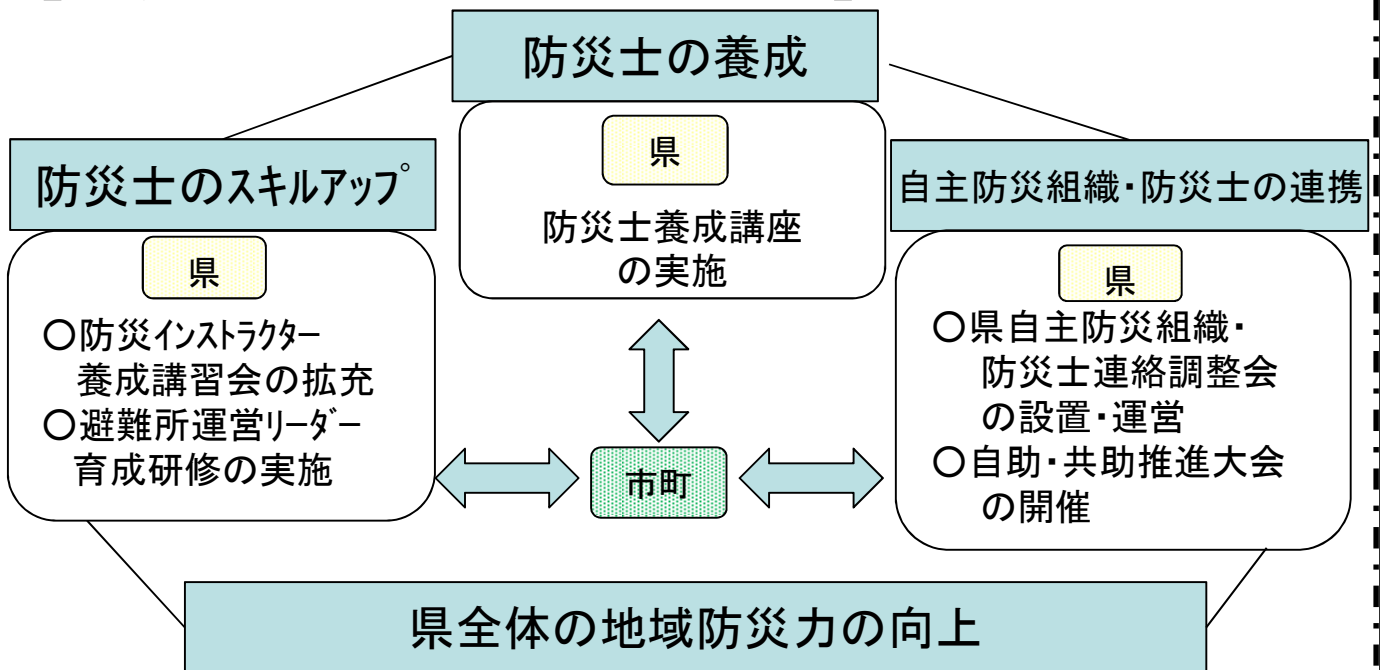 防災士の養成
県
防災士養成講座
の実施
防災士のスキルアップ
県
〇防災インストラクター
養成講習会の拡充
〇避難所運営リーダー
育成研修の実施
自主防災組織・防災士の連携
県
〇県自主防災組織・
防災士連絡調整会
の設置・運営
〇自助・共助推進大会
の開催
市町
県全体の地域防災力の向上